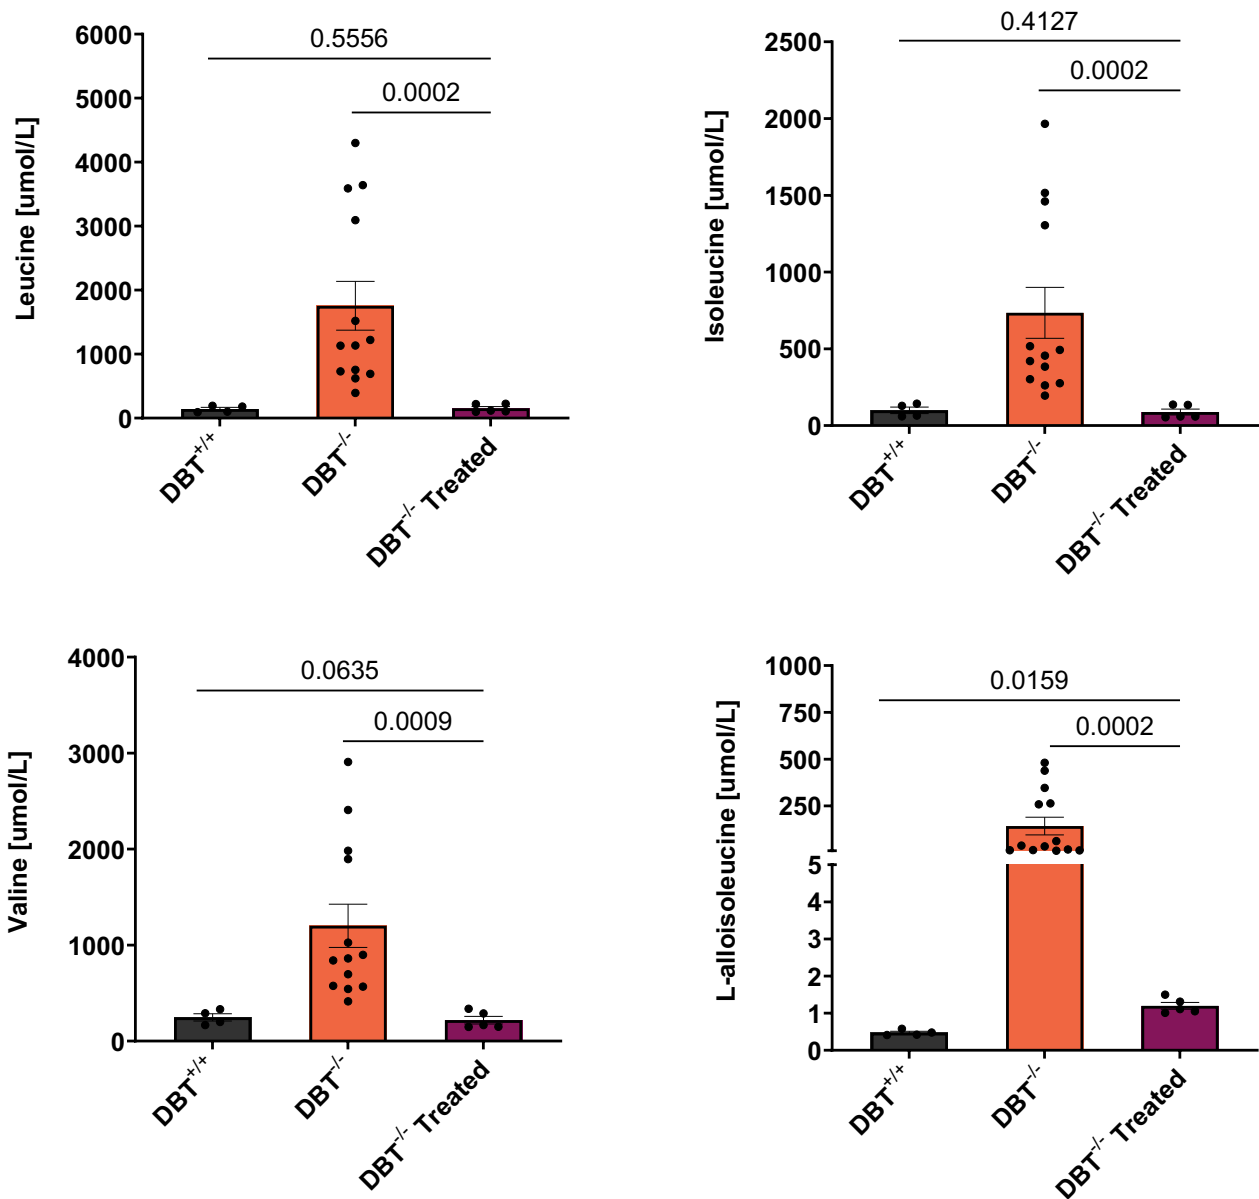 Leucine [umol/L]
6000
5000
4000
3000
2000
1000
0
0.5556
0.0002
DBT+/+
DBT-/-
DBT-/- Treated
Isoleucine [umol/L]
2500
2000
1500
1000
500
0
0.4127
0.0002
DBT+/+
DBT-/-
DBT-/- Treated
Valine [umol/L]
4000
3000
2000
1000
0
0.0635
0.0009
DBT+/+
DBT-/-
DBT-/- Treated
L-alloisoleucine [umol/L]
1000
750
500
250
5
4
3
2
1
0
0.0159
0.0002
DBT+/+
DBT-/-
DBT-/- Treated